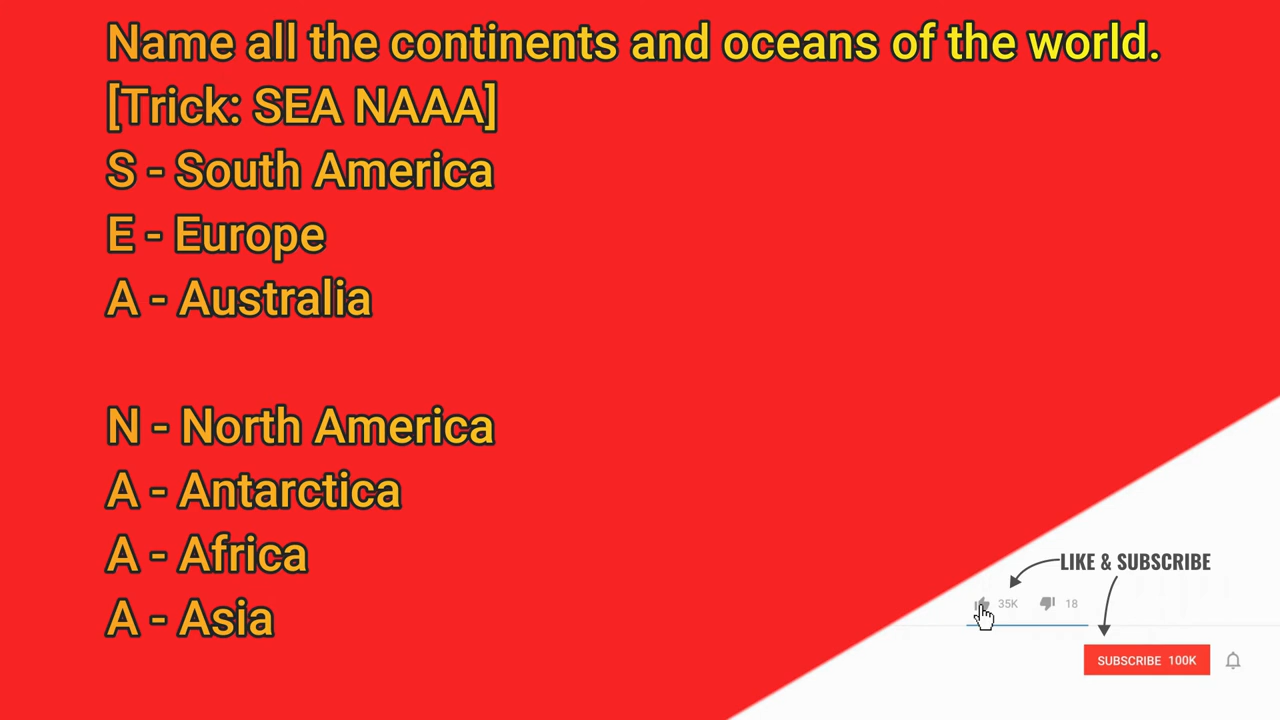 Name all the continents and oceans of the world.
[Trick: SEA NAAA]
S - South America
E - Europe
A - Australia
N - North America
A - Antarctica
A - Africa
A - Asia
LIKE & SUBSCRIBE
35K 18
SUBSCRIBE 100K